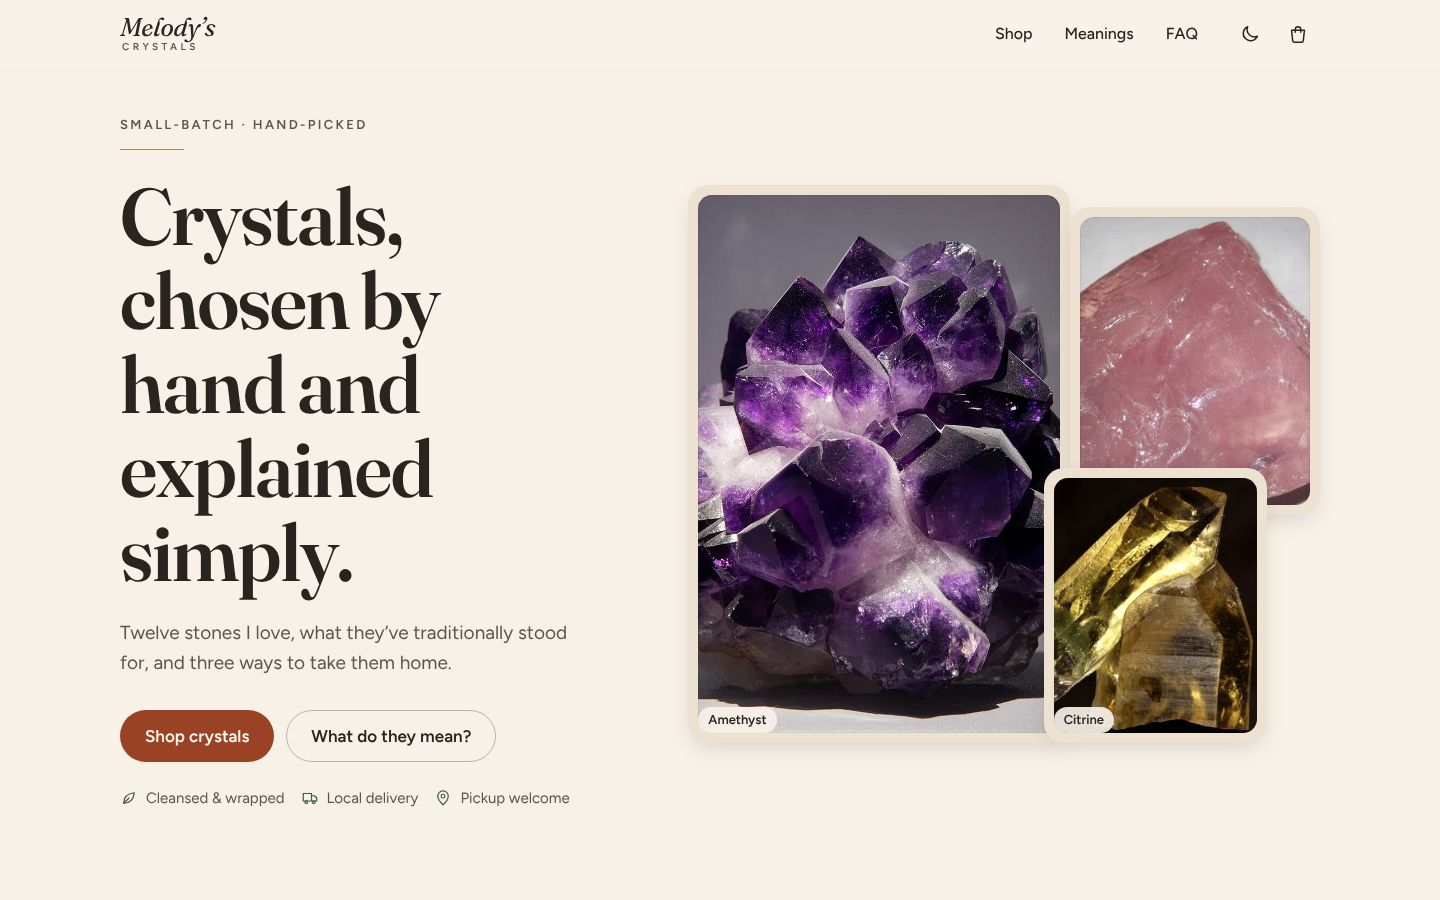 Melody’s
CRYSTALS
Shop
Meanings
FAQ
SMALL-BATCH · HAND-PICKED
Crystals,
chosen by
hand and
explained
simply.
Twelve stones I love, what they’ve traditionally stood
for, and three ways to take them home.
Shop crystals
What do they mean?
Cleansed & wrapped
Local delivery
Pickup welcome
Amethyst
Citrine